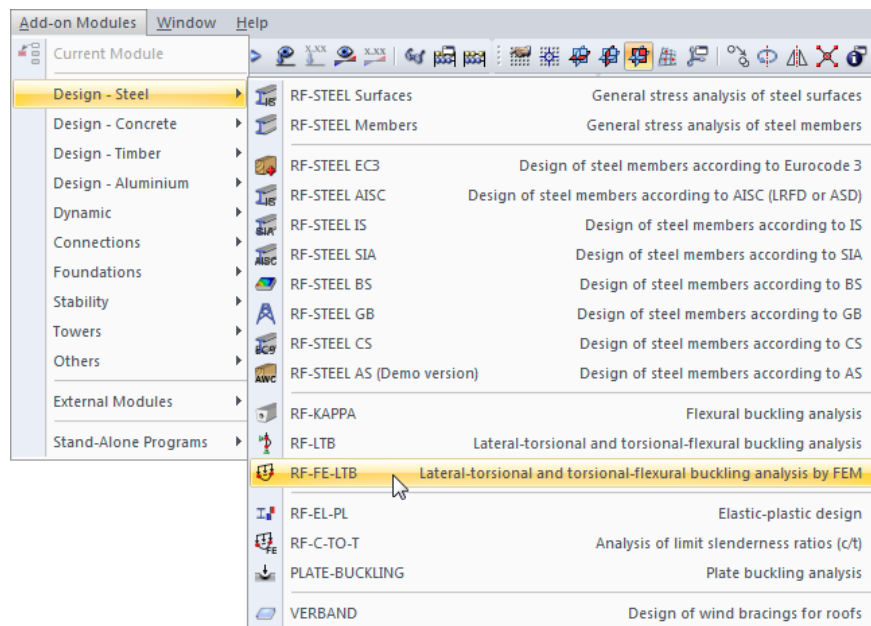 Add-on Modules Window Help
Current Module
Design - Steel
Design - Concrete
Design - Timber
Design - Aluminium
Dynamic
Connections
Foundations
Stability
Towers
Others
External Modules
Stand-Alone Programs
x.xx x.xx
RF-STEEL Surfaces General stress analysis of steel surfaces
RF-STEEL Members General stress analysis of steel members
RF-STEEL EC3 Design of steel members according to Eurocode 3
RF-STEEL AISC Design of steel members according to AISC (LRFD or ASD)
RF-STEEL IS Design of steel members according to IS
RF-STEEL SIA Design of steel members according to SIA
RF-STEEL BS Design of steel members according to BS
RF-STEEL GB Design of steel members according to GB
RF-STEEL CS Design of steel members according to CS
RF-STEEL AS (Demo version) Design of steel members according to AS
RF-KAPPA Flexural buckling analysis
RF-LTB Lateral-torsional and torsional-flexural buckling analysis
RF-FE-LTB Lateral-torsional and torsional-flexural buckling analysis by FEM
RF-EL-PL Elastic-plastic design
RF-C-TO-T Analysis of limit slenderness ratios (c/t)
PLATE-BUCKLING Plate buckling analysis
VERBAND Design of wind bracings for roofs
IS
IS
SIA
AISC
AWC
FE